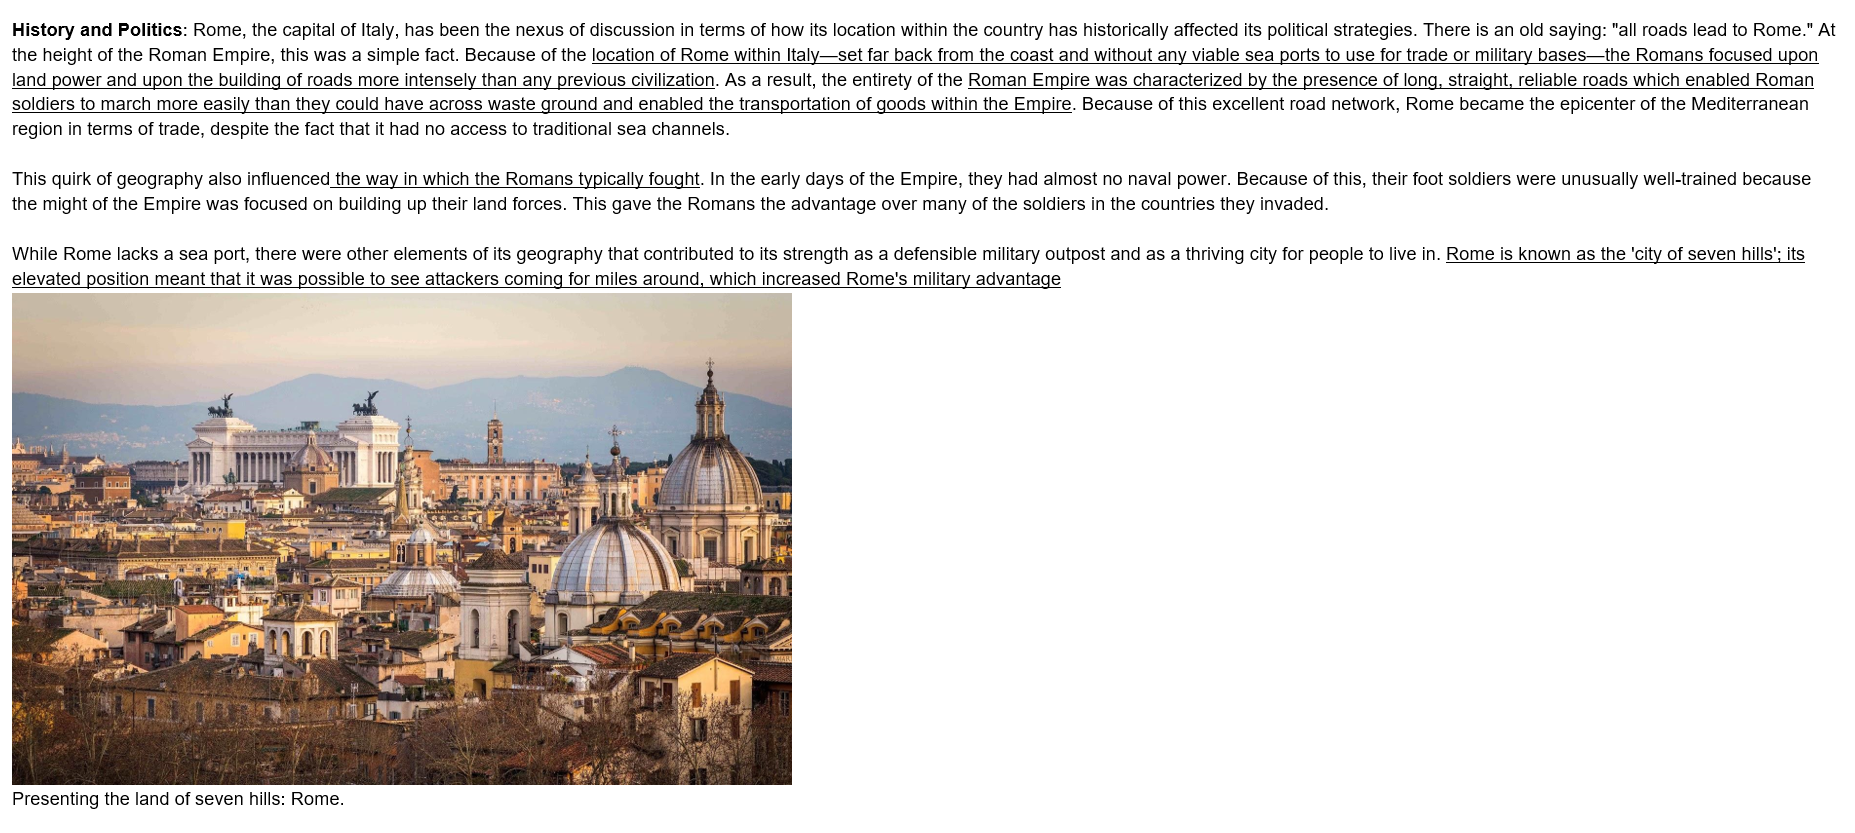 History and Politics: Rome, the capital of Italy, has been the nexus of discussion in terms of how its location within the country has historically affected its political strategies. There is an old saying: "all roads lead to Rome." At
the height of the Roman Empire, this was a simple fact. Because of the location of Rome within Italy—set far back from the coast and without any viable sea ports to use for trade or military bases—the Romans focused upon
land power and upon the building of roads more intensely than any previous civilization. As a result, the entirety of the Roman Empire was characterized by the presence of long, straight, reliable roads which enabled Roman
soldiers to march more easily than they could have across waste ground and enabled the transportation of goods within the Empire. Because of this excellent road network, Rome became the epicenter of the Mediterranean
region in terms of trade, despite the fact that it had no access to traditional sea channels.
This quirk of geography also influenced the way in which the Romans typically fought. In the early days of the Empire, they had almost no naval power. Because of this, their foot soldiers were unusually well-trained because
the might of the Empire was focused on building up their land forces. This gave the Romans the advantage over many of the soldiers in the countries they invaded.
While Rome lacks a sea port, there were other elements of its geography that contributed to its strength as a defensible military outpost and as a thriving city for people to live in. Rome is known as the 'city of seven hills'; its
elevated position meant that it was possible to see attackers coming for miles around, which increased Rome's military advantage
Presenting the land of seven hills: Rome.